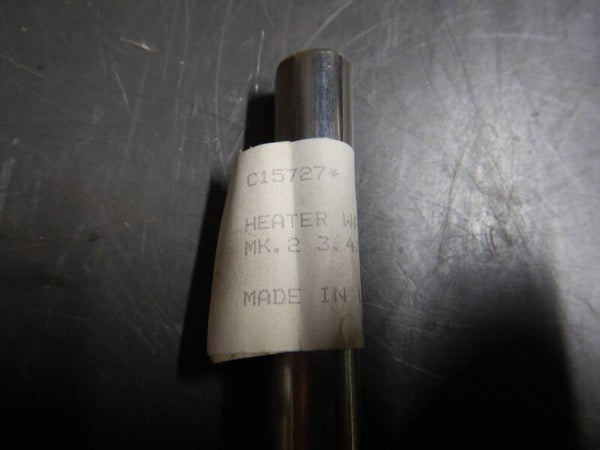 C15727*
HEATER
MK.2 3.4
MADE IN